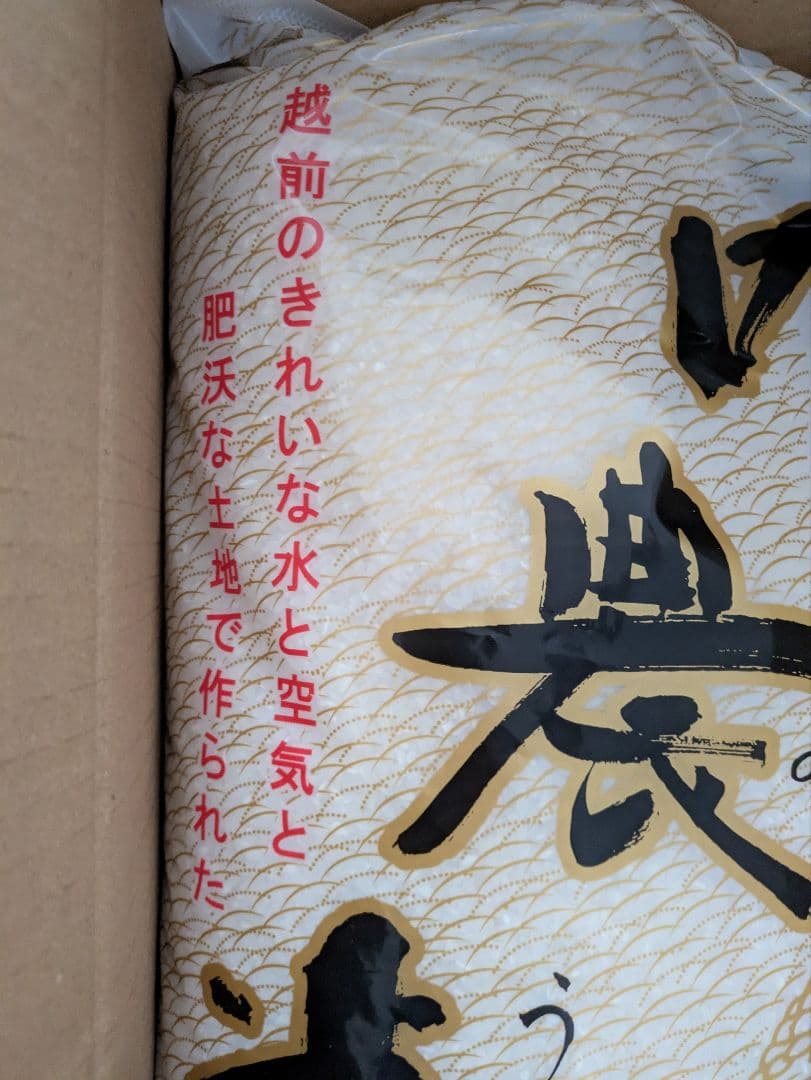 越前のきれいな水と空気と
肥沃な土地で作られた
農
う